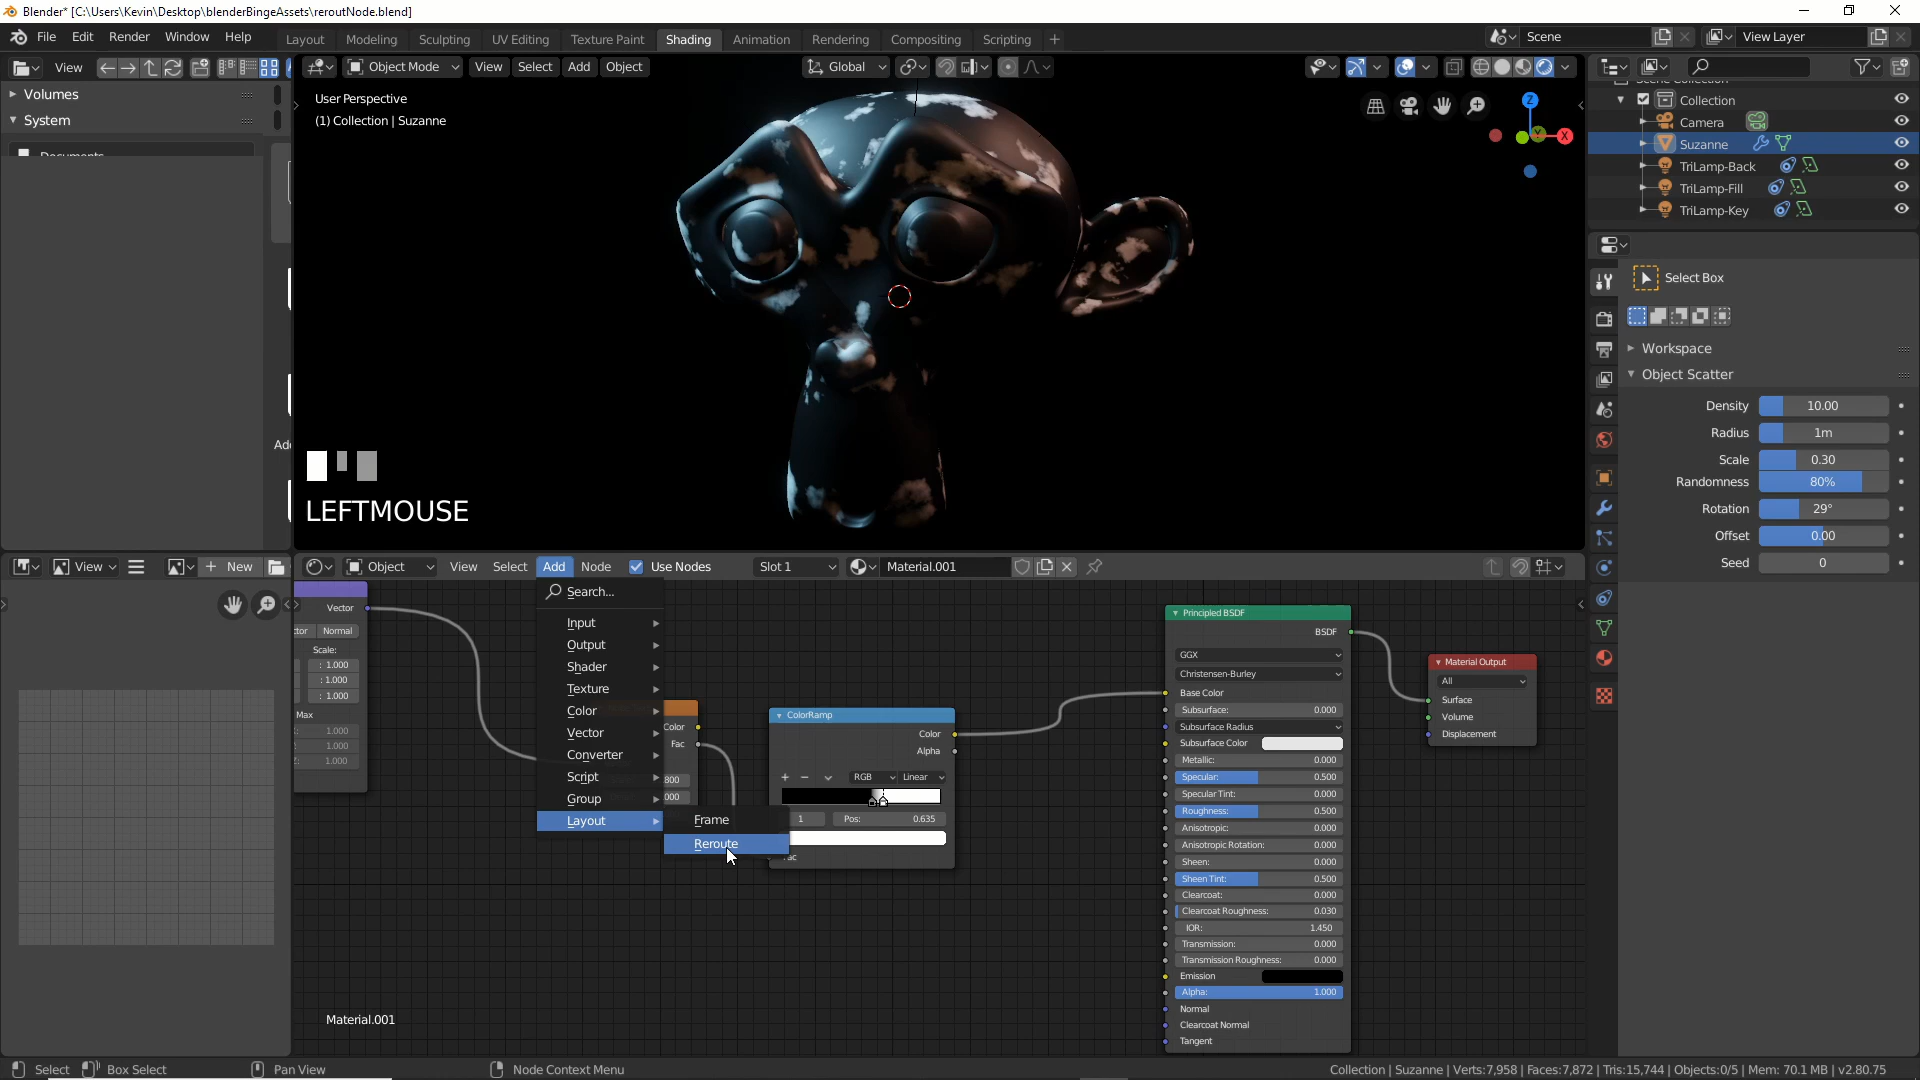 Blender* [C:\Users\Kevin\Desktop\blenderBingeAssets\reroutNode.blend]
File Edit Render Window Help Layout Modeling Sculpting UV Editing Texture Paint Shading Animation Rendering Compositing Scripting Scene View Layer
View
Volumes
System
Object Mode View Select Add Object Global
User Perspective
(1) Collection | Suzanne
LEFTMOUSE
Collection
Camera
Suzanne
TriLamp-Back
TriLamp-Fill
TriLamp-Key
Select Box
Workspace
Object Scatter
Density 10.00
Radius 1m
Scale 0.30
Randomness 80%
Rotation 29°
Offset 0.00
Seed 0
View New
Object View Select Add Node Use Nodes Slot 1 Material.001
Vector
Normal
Scale:
: 1.000
: 1.000
: 1.000
Max
1.000
1.000
1.000
Search...
Input
Output
Shader
Texture
Color
Vector
Converter
Script
Group
Layout
Frame
Reroute
Color
Fac
ColorRamp
Color
Alpha
RGB Linear
1 Pos: 0.635
Principled BSDF
BSDF
GGX
Christensen-Burley
Base Color
Subsurface: 0.000
Subsurface Radius
Subsurface Color
Metallic: 0.000
Specular: 0.500
Specular Tint: 0.000
Roughness: 0.500
Anisotropic: 0.000
Anisotropic Rotation: 0.000
Sheen: 0.000
Sheen Tint: 0.500
Clearcoat: 0.000
Clearcoat Roughness: 0.030
IOR: 1.450
Transmission: 0.000
Transmission Roughness: 0.000
Emission
Alpha: 1.000
Normal
Clearcoat Normal
Tangent
Material Output
All
Surface
Volume
Displacement
Material.001
Select Box Select Pan View Node Context Menu Collection | Suzanne | Verts:7,958 | Faces:7,872 | Tris:15,744 | Objects:0/5 | Mem: 70.1 MB | v2.80.75